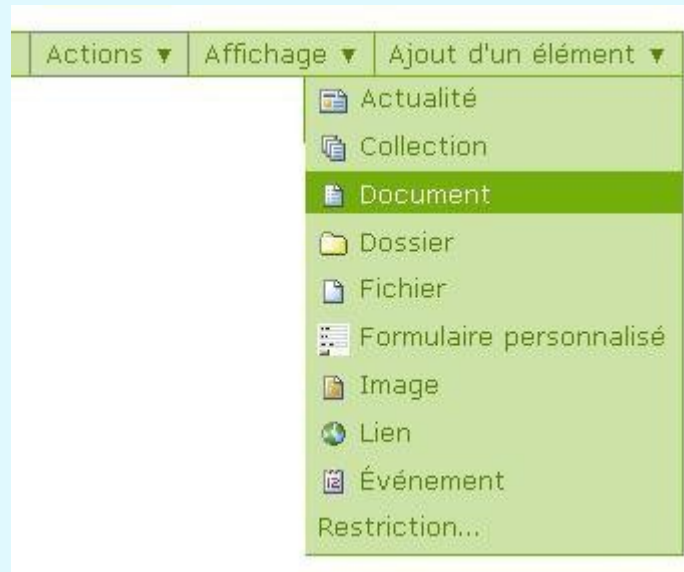 Actions ▼ Affichage ▼ Ajout d'un élément ▼
Actualité
Collection
Document
Dossier
Fichier
Formulaire personnalisé
Image
Lien
Événement
Restriction...